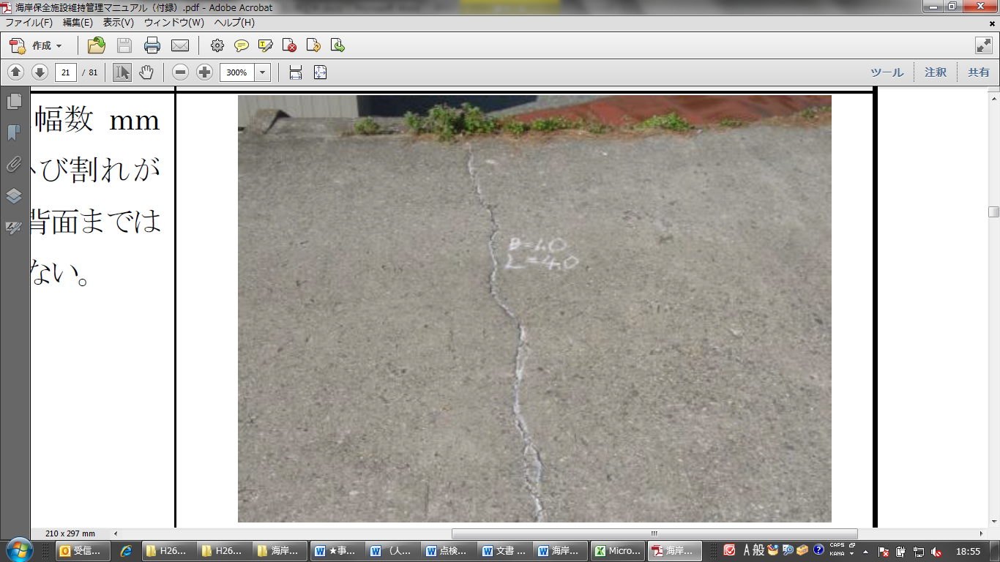 海岸保全施設維持管理マニュアル（付録）.pdf - Adobe Acrobat
ファイル(F) 編集(E) 表示(V) ウィンドウ(W) ヘルプ(H)
作成
21 / 81
300%
ツール 注釈 共有
幅数 mm
び割れが
背面までは
ない。
B=1.0
L=4.0
210 x 297 mm
受信...
H26...
H26...
海岸...
★事...
（人...
点検...
文書 ...
海岸...
Micro...
海岸...
A 般
CAPS
KANA
18:55